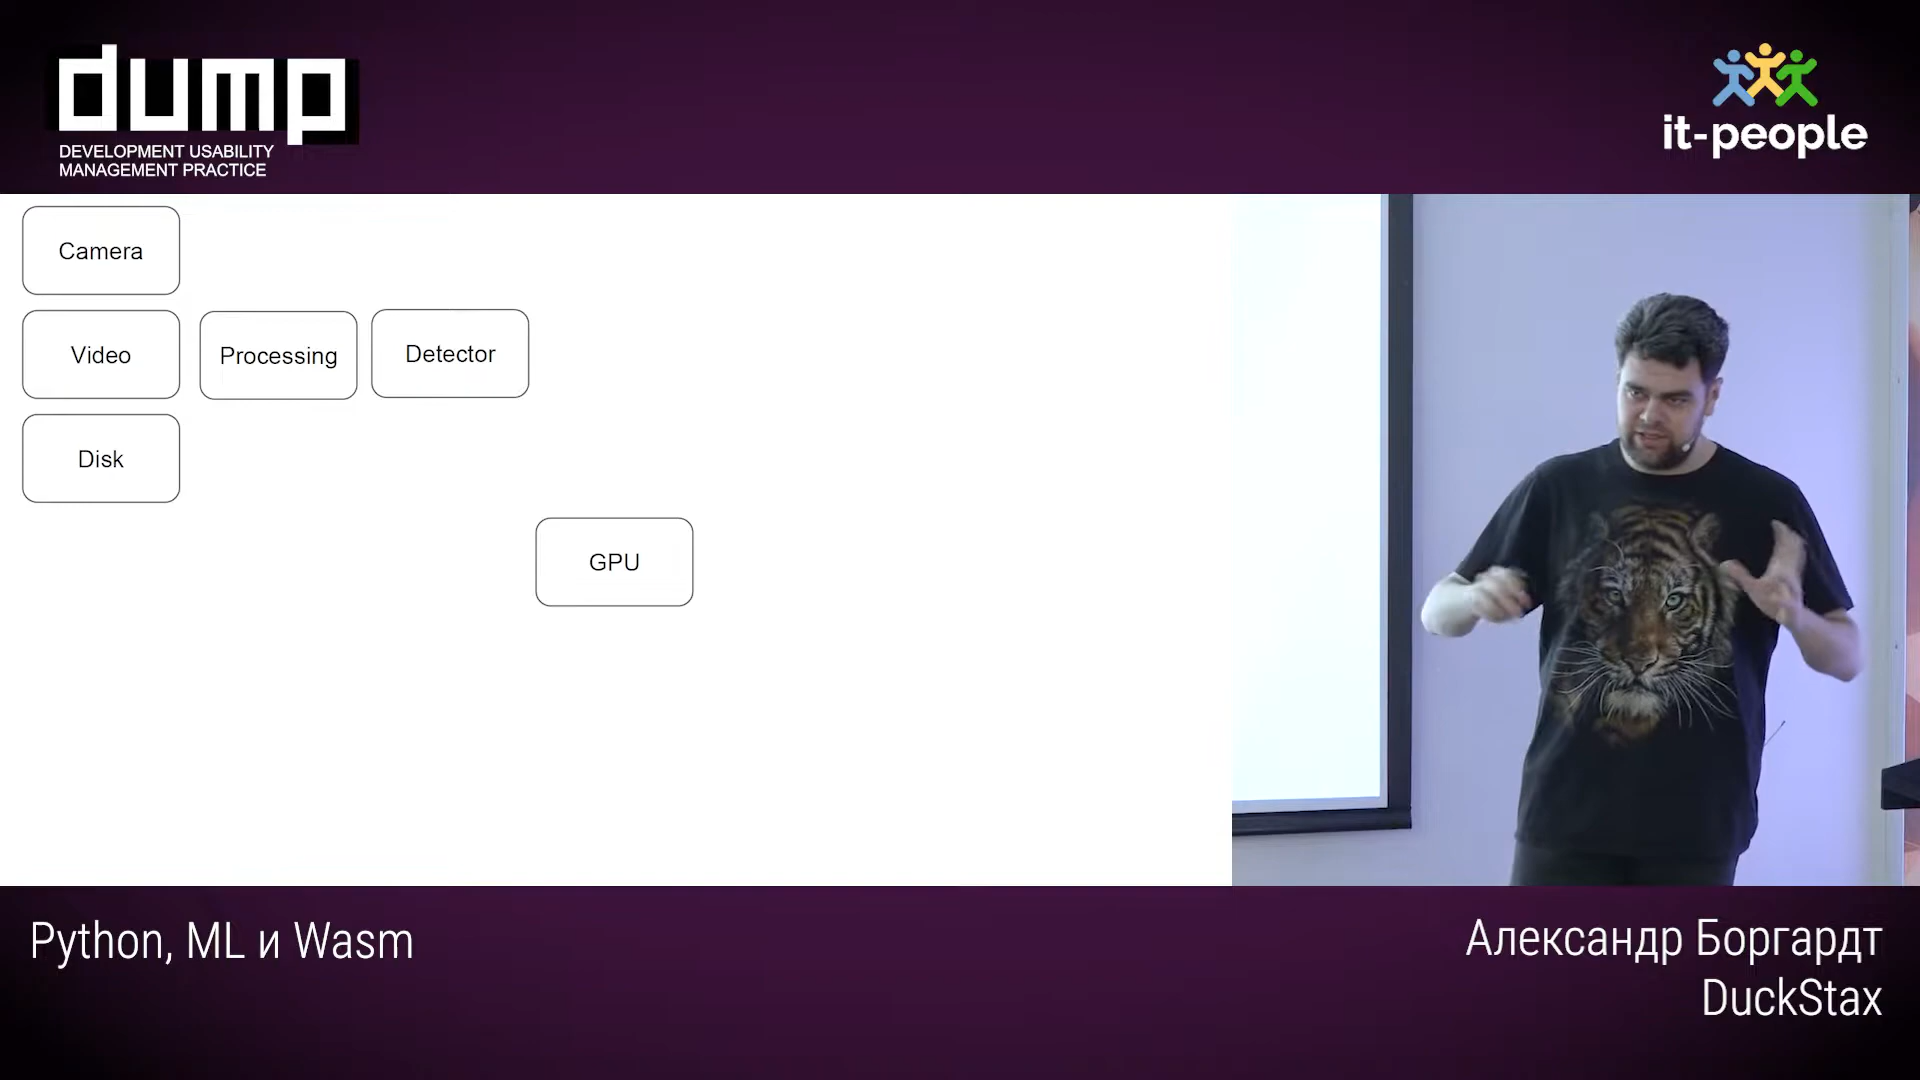 dump
DEVELOPMENT USABILITY
MANAGEMENT PRACTICE
it-people
Camera
Video
Processing
Detector
Disk
GPU
Python, ML и Wasm
Александр Боргардт
DuckStax